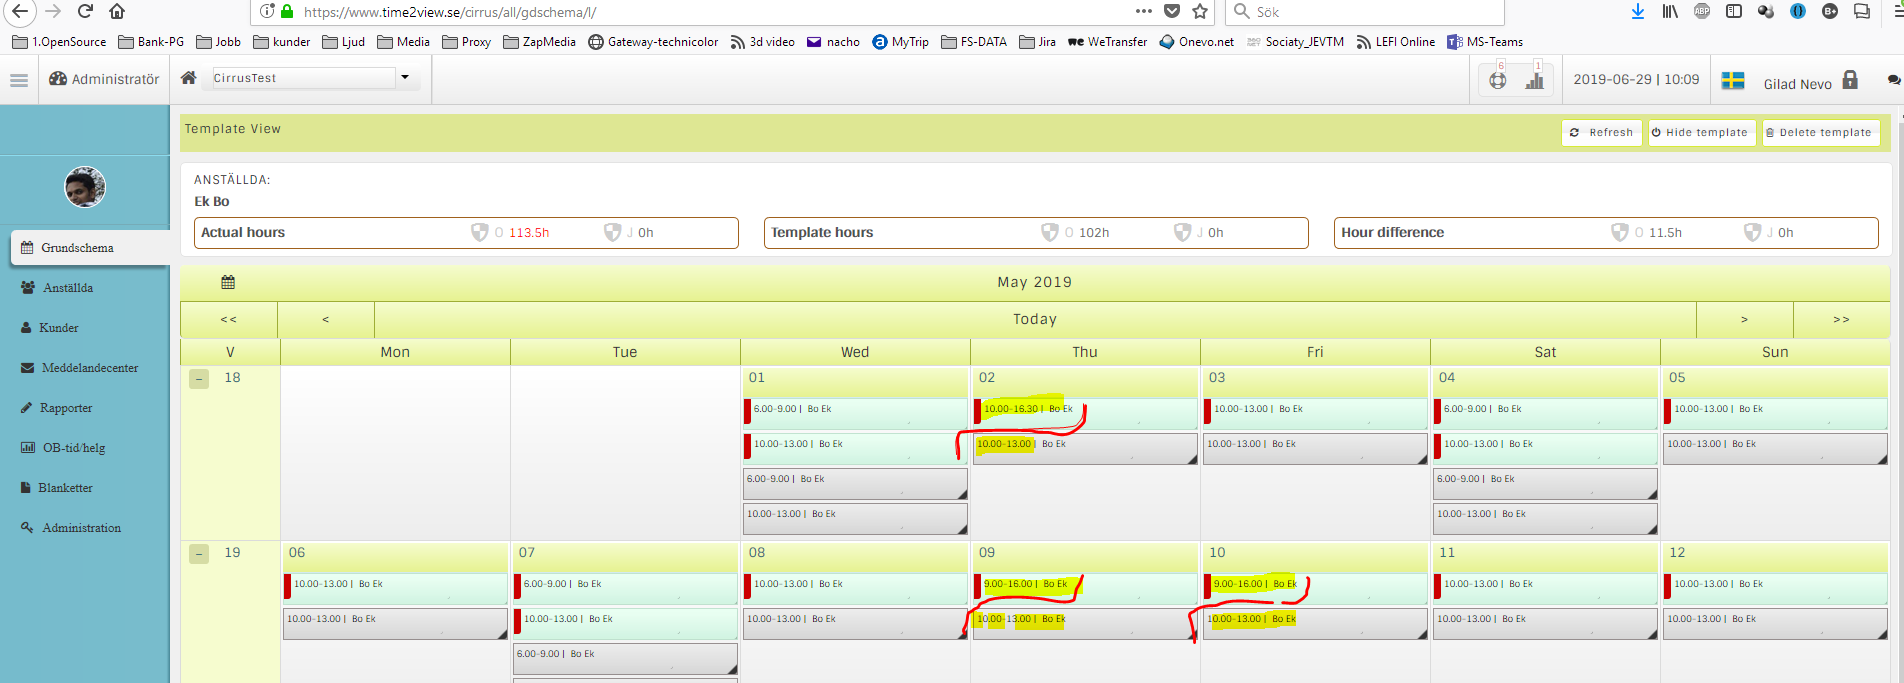 https://www.time2view.se/cirrus/all/gdschema/l/
Sök
1.OpenSource Bank-PG Jobb kunder Ljud Media Proxy ZapMedia Gateway-technicolor 3d video nacho MyTrip FS-DATA Jira WeTransfer Onevo.net Sociaty_JEVTM LEFI Online MS-Teams
Administratör CirrusTest 6 1 2019-06-29 | 10:09 Gilad Nevo
Template View Refresh Hide template Delete template
ANSTÄLLDA:
Ek Bo
Actual hours O 113.5h J 0h Template hours O 102h J 0h Hour difference O 11.5h J 0h
Grundschema
Anställda
Kunder
Meddelandecenter
Rapporter
OB-tid/helg
Blanketter
Administration
May 2019
<< < Today > >>
V Mon Tue Wed Thu Fri Sat Sun
18 01 02 03 04 05
6.00-9.00 | Bo Ek 10.00-16.30 | Bo Ek 10.00-13.00 | Bo Ek 6.00-9.00 | Bo Ek 10.00-13.00 | Bo Ek
10.00-13.00 | Bo Ek 10.00-13.00 | Bo Ek 10.00-13.00 | Bo Ek 10.00-13.00 | Bo Ek 10.00-13.00 | Bo Ek
6.00-9.00 | Bo Ek 6.00-9.00 | Bo Ek
10.00-13.00 | Bo Ek 10.00-13.00 | Bo Ek
19 06 07 08 09 10 11 12
10.00-13.00 | Bo Ek 6.00-9.00 | Bo Ek 10.00-13.00 | Bo Ek 9.00-16.00 | Bo Ek 9.00-16.00 | Bo Ek 10.00-13.00 | Bo Ek 10.00-13.00 | Bo Ek
10.00-13.00 | Bo Ek 10.00-13.00 | Bo Ek 10.00-13.00 | Bo Ek 10.00-13.00 | Bo Ek 10.00-13.00 | Bo Ek 10.00-13.00 | Bo Ek 10.00-13.00 | Bo Ek
6.00-9.00 | Bo Ek